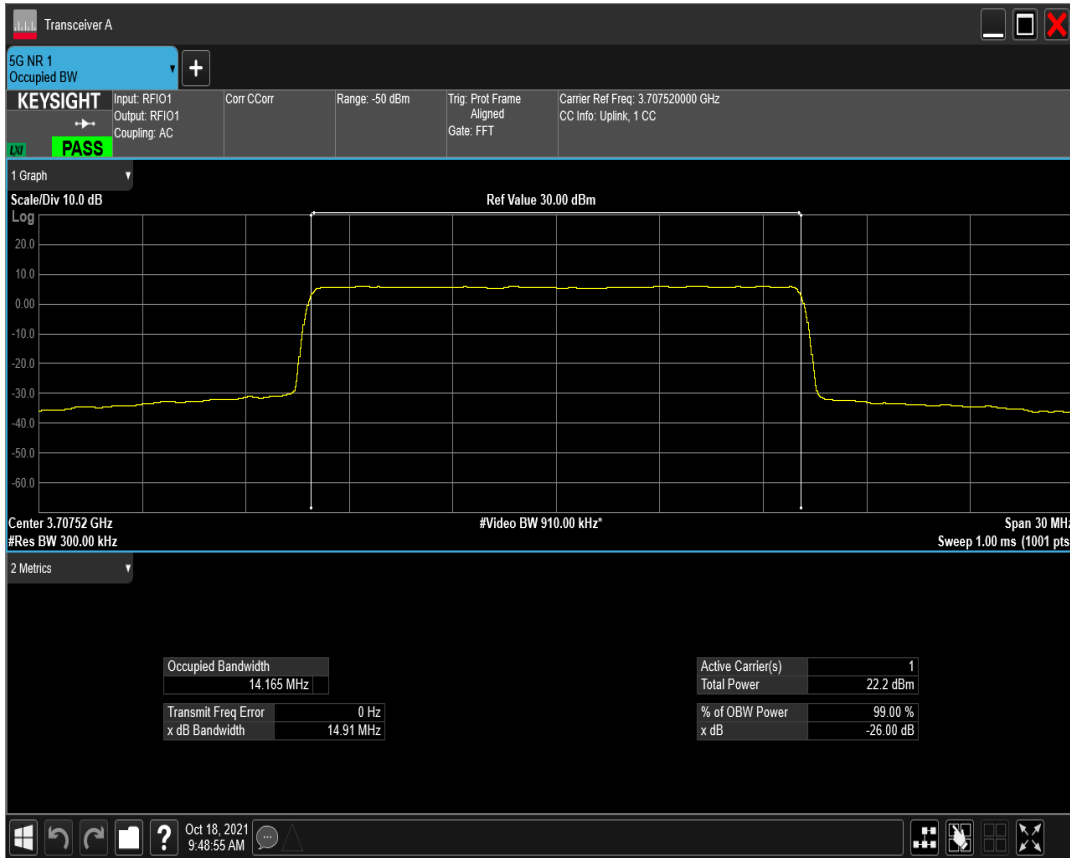 Transceiver A
5G NR 1
Occupied BW
KEYSIGHT
LXI
PASS
Input: RFIO1
Output: RFIO1
Coupling: AC
Corr CCorr
Range: -50 dBm
Trig: Prot Frame
Aligned
Gate: FFT
Carrier Ref Freq: 3.707520000 GHz
CC Info: Uplink, 1 CC
1 Graph
Scale/Div 10.0 dB
Ref Value 30.00 dBm
Log
20.0
10.0
0.00
-10.0
-20.0
-30.0
-40.0
-50.0
-60.0
Center 3.70752 GHz
#Video BW 910.00 kHz*
Span 30 MHz
#Res BW 300.00 kHz
Sweep 1.00 ms (1001 pts
2 Metrics
Occupied Bandwidth
14.165 MHz
Transmit Freq Error 0 Hz
x dB Bandwidth 14.91 MHz
Active Carrier(s) 1
Total Power 22.2 dBm
% of OBW Power 99.00 %
x dB -26.00 dB
?
Oct 18, 2021
9:48:55 AM